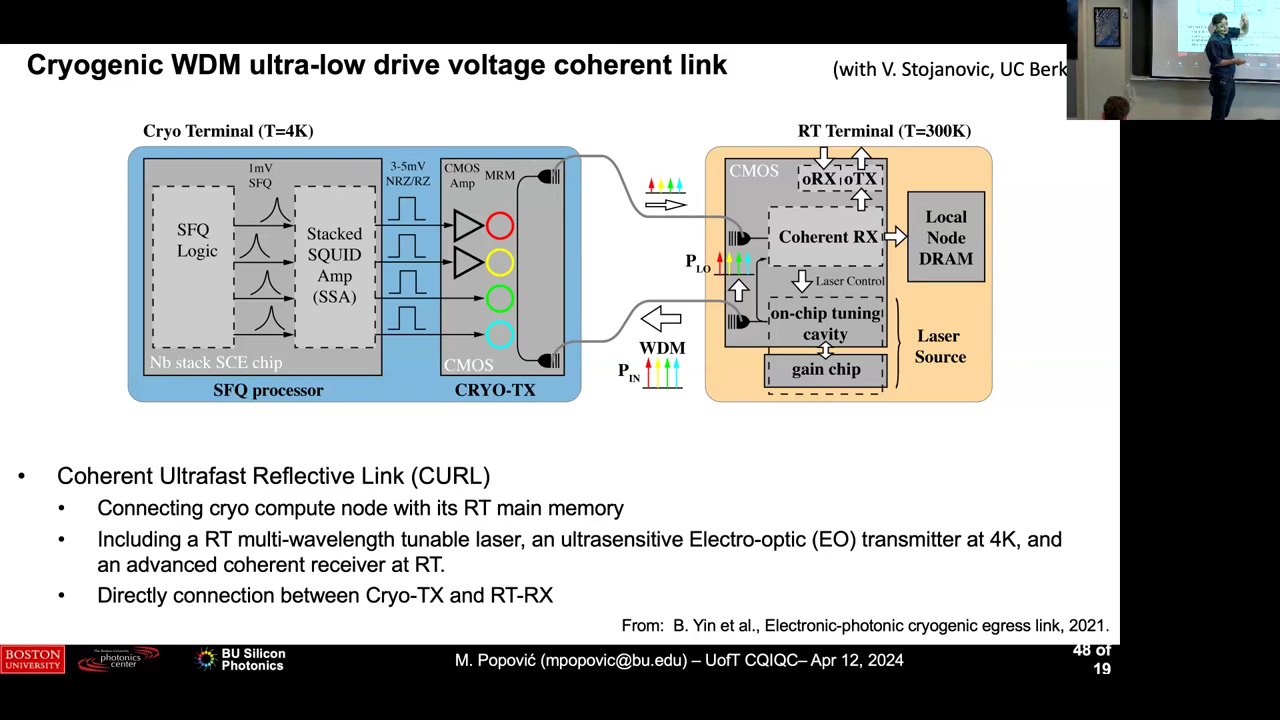 Cryogenic WDM ultra-low drive voltage coherent link
(with V. Stojanovic, UC Berk
Cryo Terminal (T=4K)
RT Terminal (T=300K)
1mV
SFQ
3-5mV
NRZ/RZ
CMOS
Amp
MRM
SFQ
Logic
Stacked
SQUID
Amp
(SSA)
Nb stack SCE chip
CMOS
SFQ processor
CRYO-TX
WDM
PIN
CMOS
oRX
oTX
Coherent RX
PLO
Laser Control
on-chip tuning
cavity
gain chip
Local
Node
DRAM
Laser
Source
• Coherent Ultrafast Reflective Link (CURL)
• Connecting cryo compute node with its RT main memory
• Including a RT multi-wavelength tunable laser, an ultrasensitive Electro-optic (EO) transmitter at 4K, and
an advanced coherent receiver at RT.
• Directly connection between Cryo-TX and RT-RX
From: B. Yin et al., Electronic-photonic cryogenic egress link, 2021.
BOSTON
UNIVERSITY
photonics
center
BU Silicon
Photonics
M. Popović (mpopovic@bu.edu) – UofT CQIQC– Apr 12, 2024
48 of
19